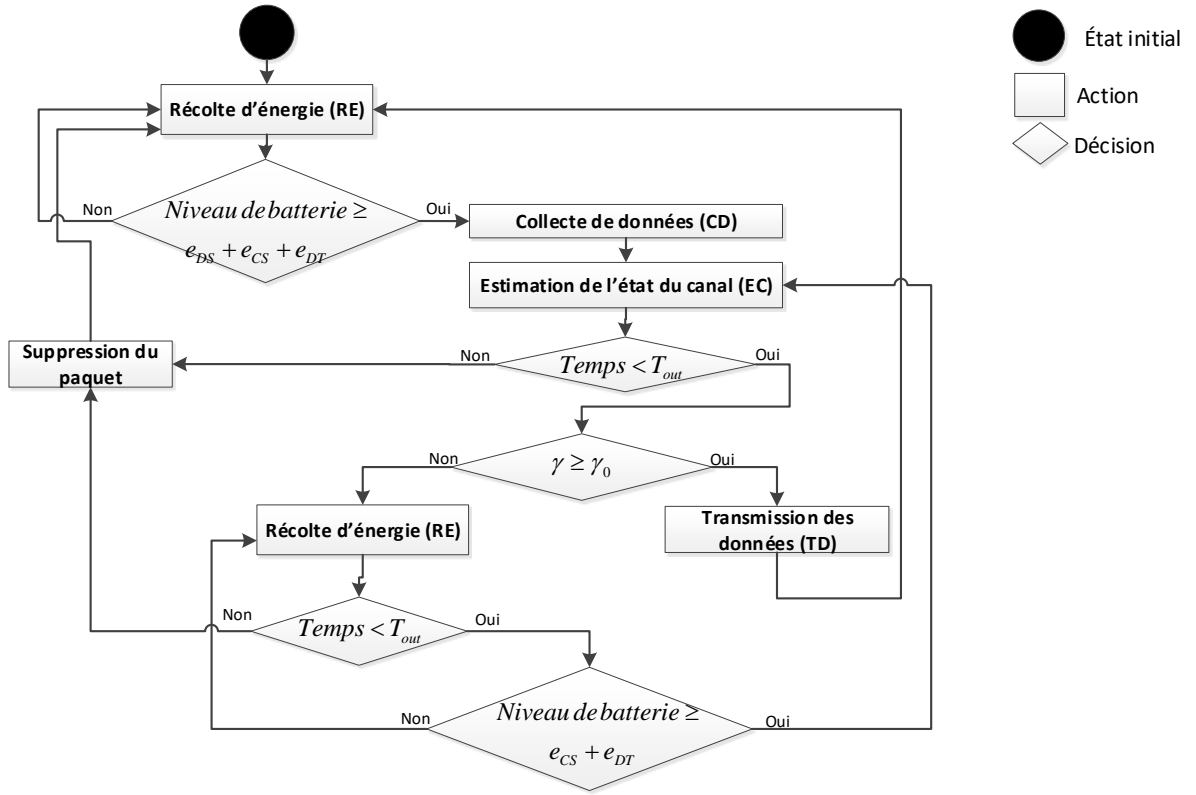 État initial
Action
Décision
Récolte d’énergie (RE)
Non
Niveau de batterie ≥
e_DS + e_CS + e_DT
Oui
Collecte de données (CD)
Estimation de l’état du canal (EC)
Suppression du
paquet
Non
Temps < T_out
Oui
Non
γ ≥ γ_0
Oui
Récolte d’énergie (RE)
Transmission des
données (TD)
Non
Temps < T_out
Oui
Non
Niveau de batterie ≥
e_CS + e_DT
Oui